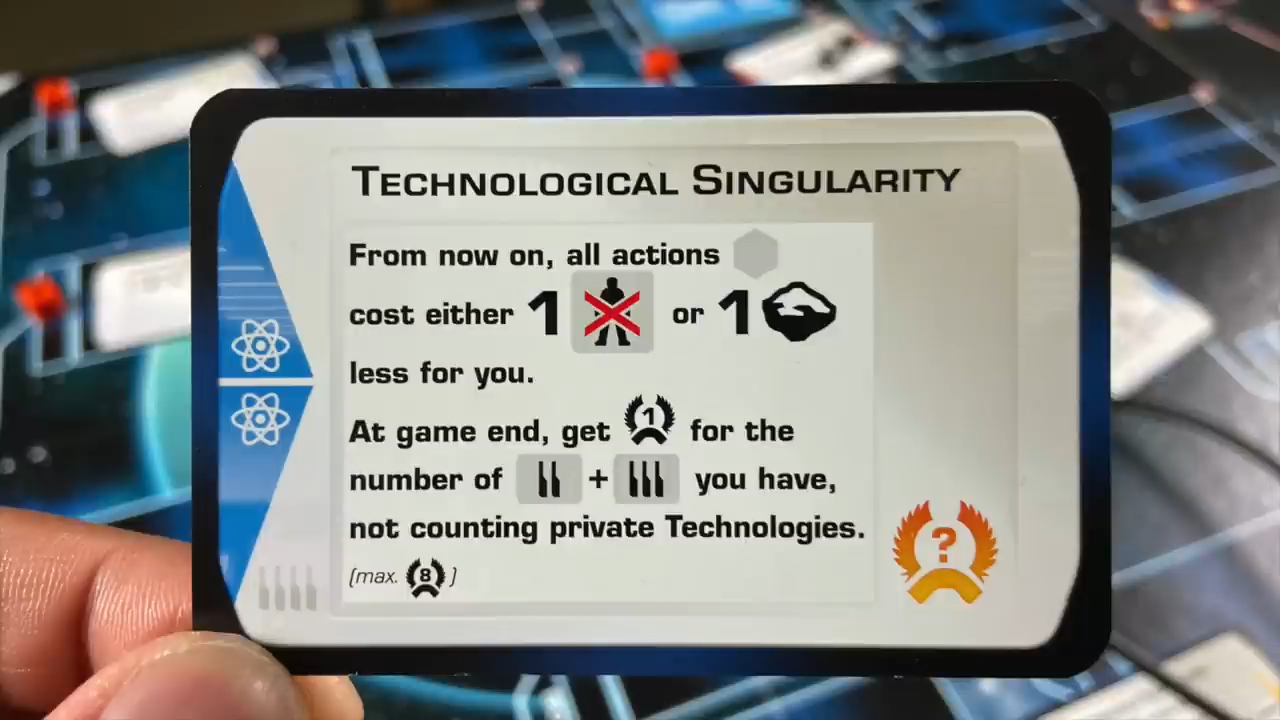 TECHNOLOGICAL SINGULARITY
From now on, all actions
cost either 1 or 1
less for you.
At game end, get 1 for the
number of + you have,
not counting private Technologies.
(max. 8)
?